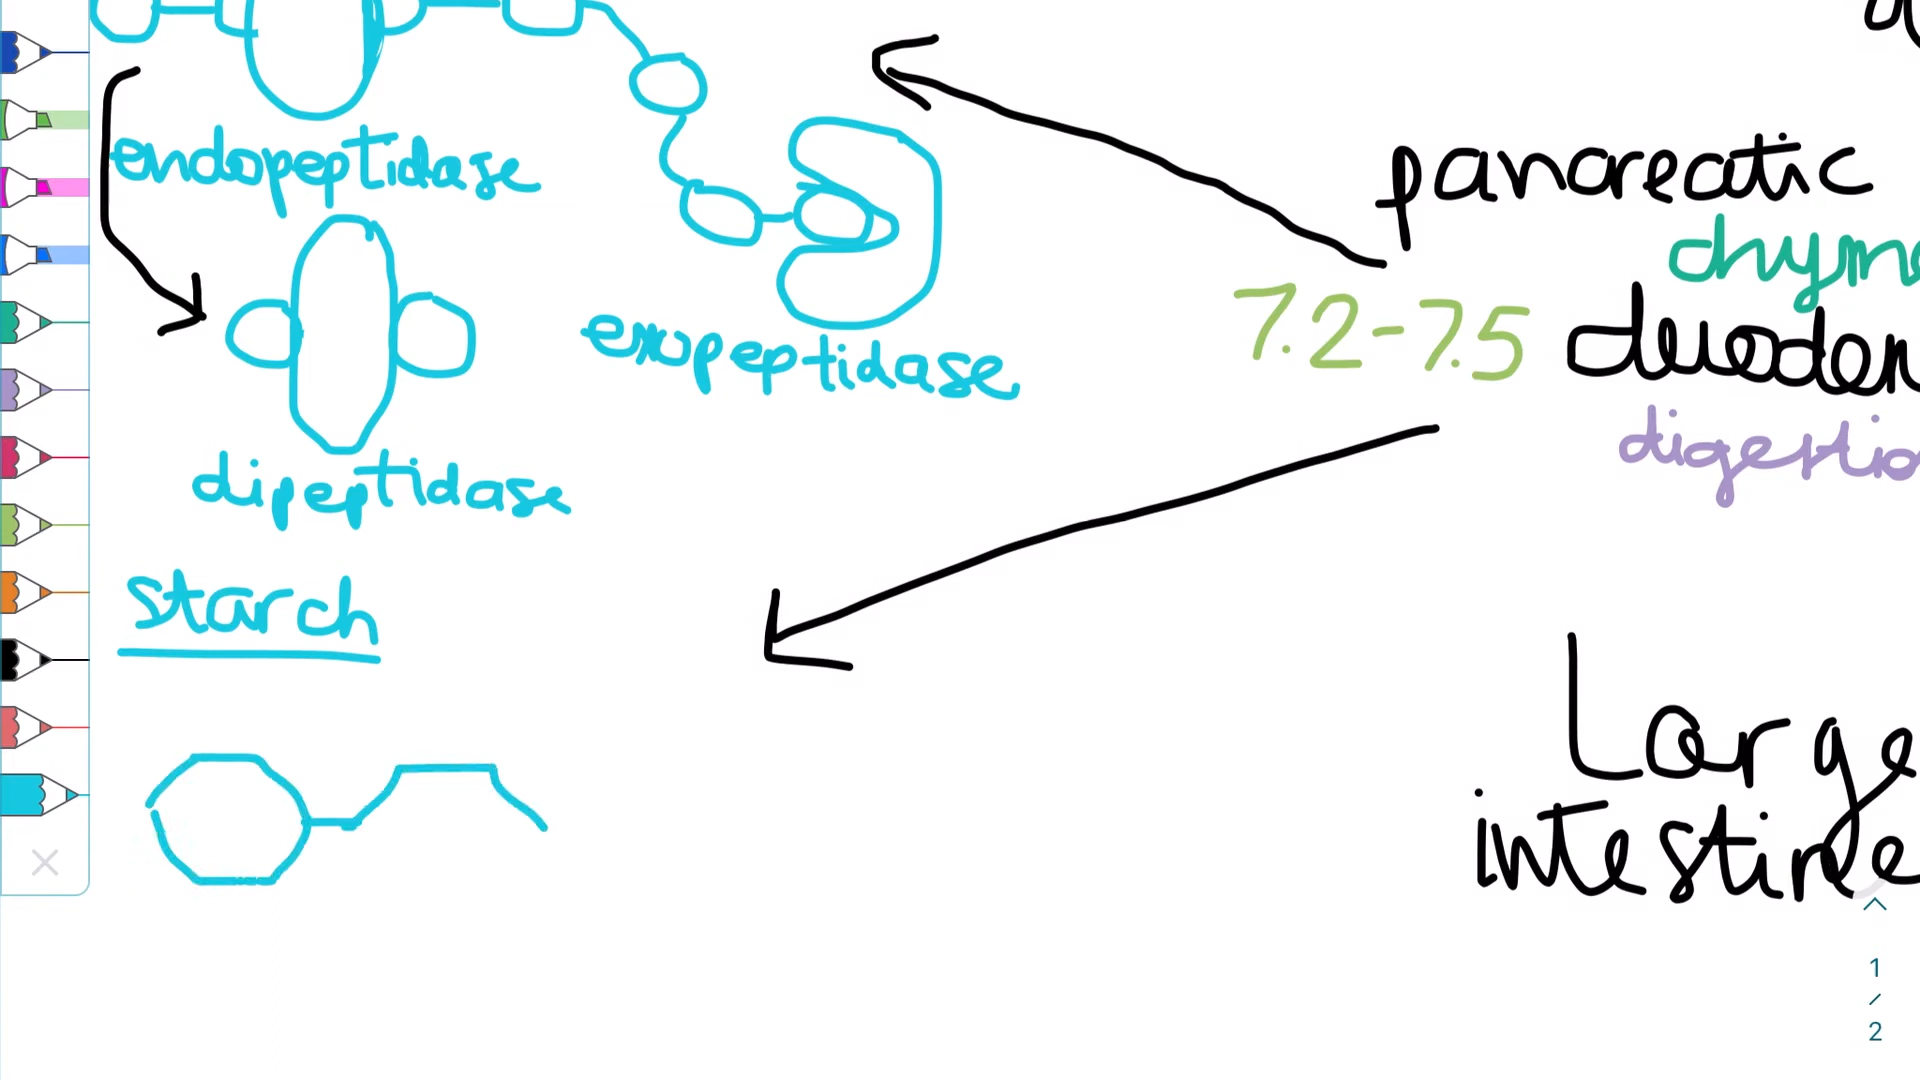 endopeptidase
exopeptidase
dipeptidase
starch
pancreatic
7.2-7.5
Large
intestine
1
/
2